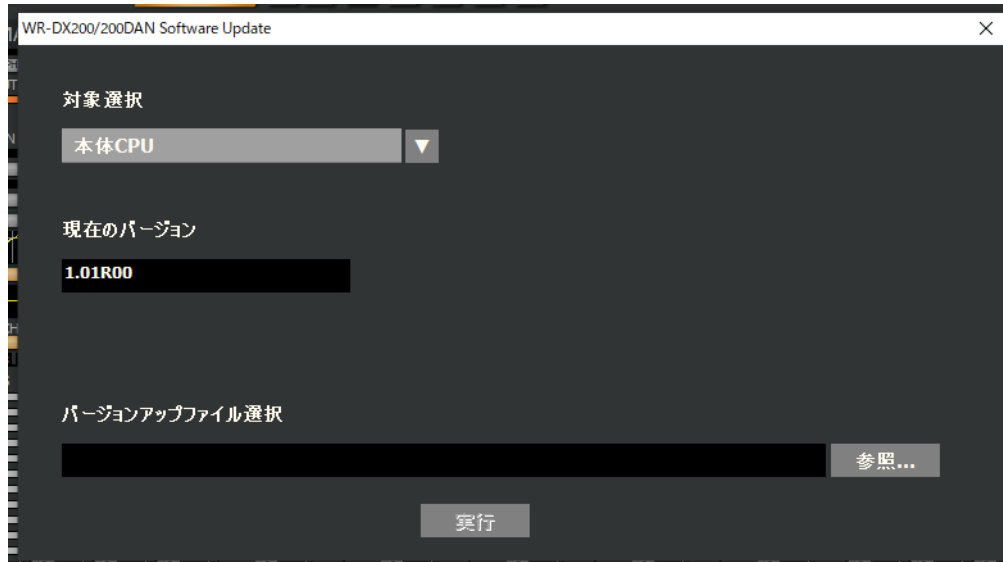 WR-DX200/200DAN Software Update
対象選択
本体CPU
現在のバージョン
1.01R00
バージョンアップファイル選択
参照...
実行